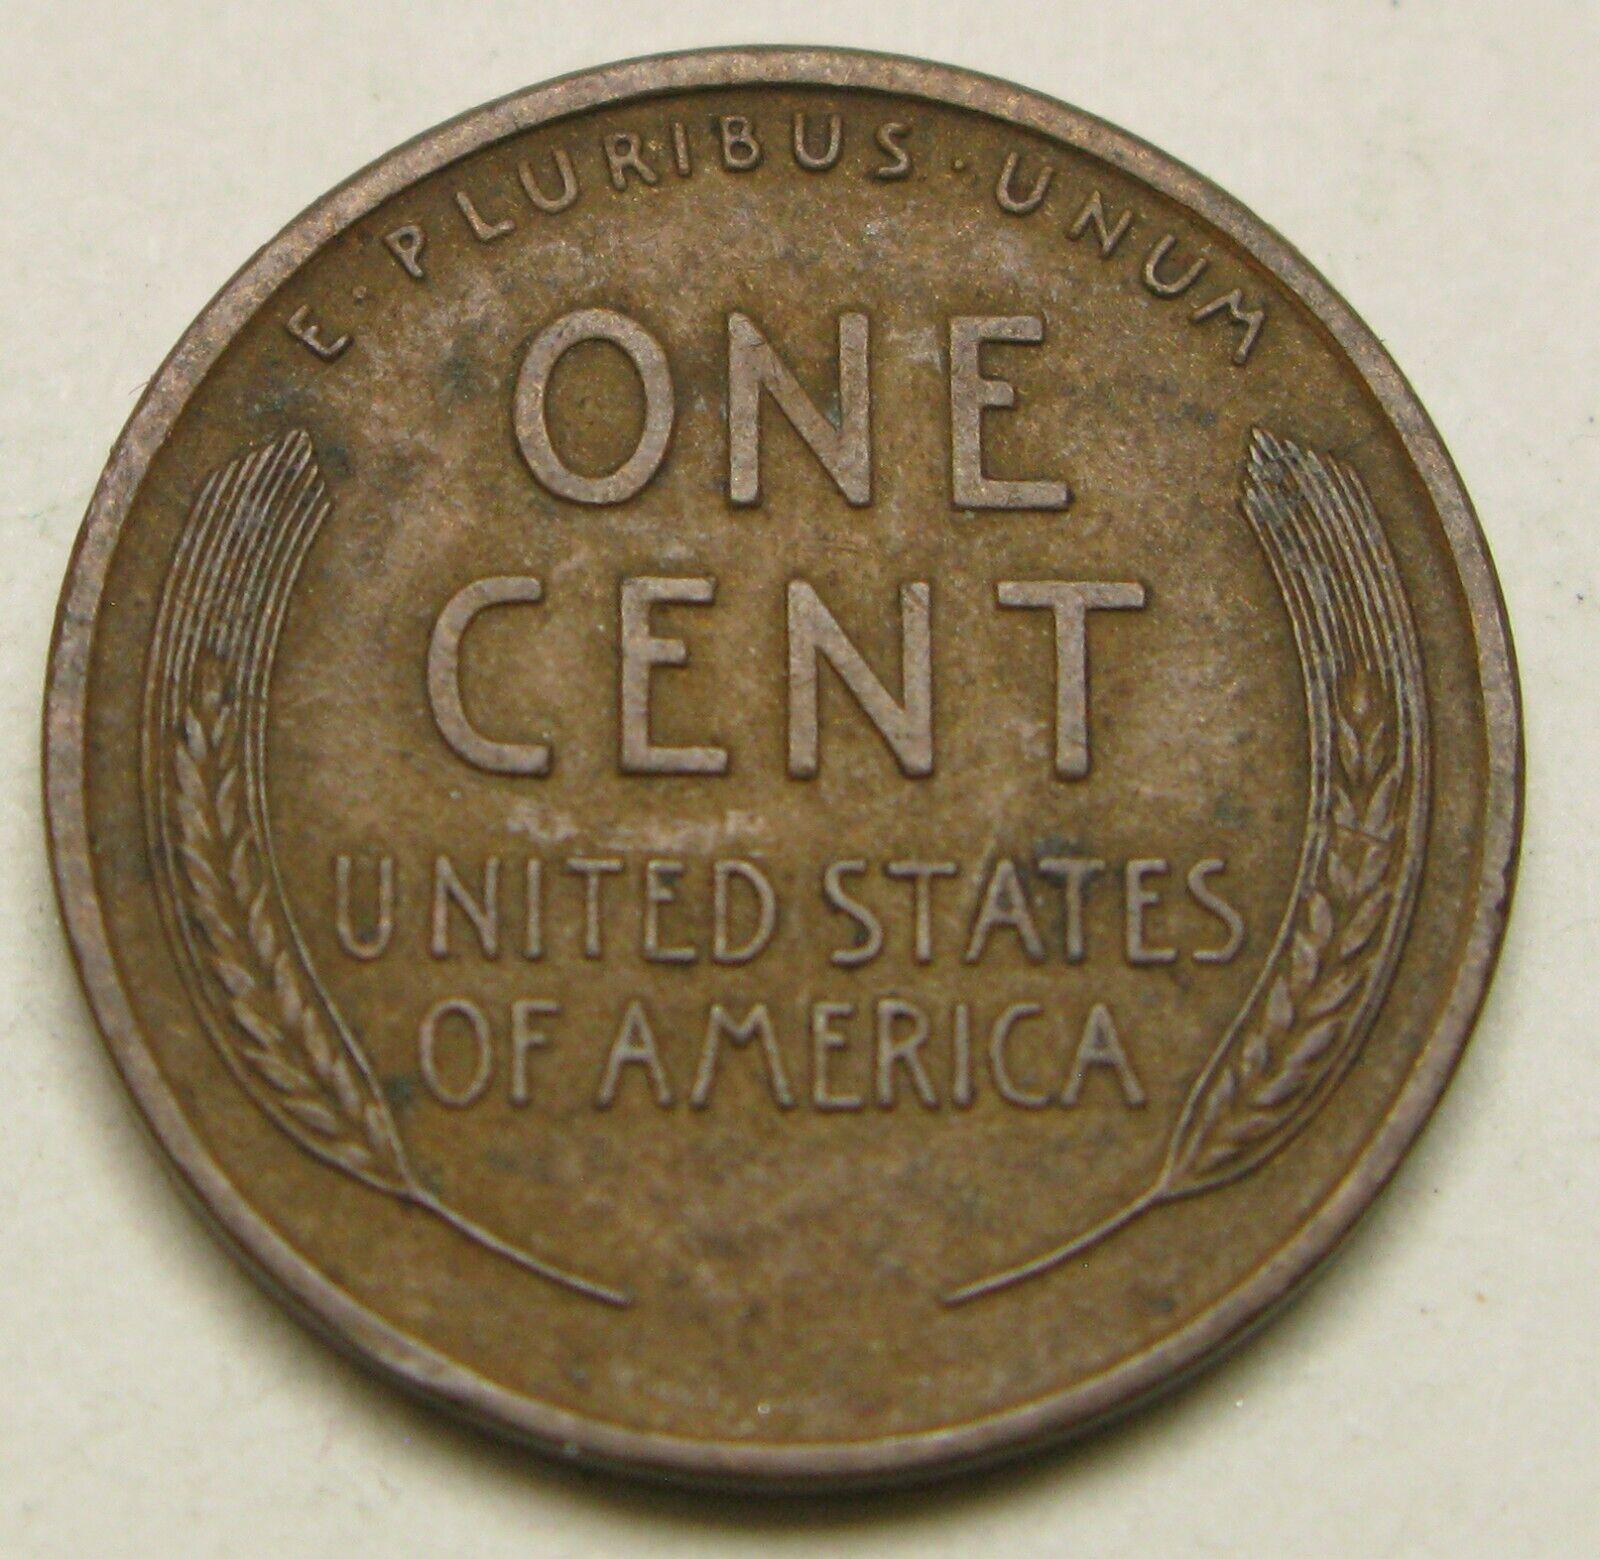 E·PLURIBUS·UNUM
ONE
CENT
UNITED STATES
OF AMERICA